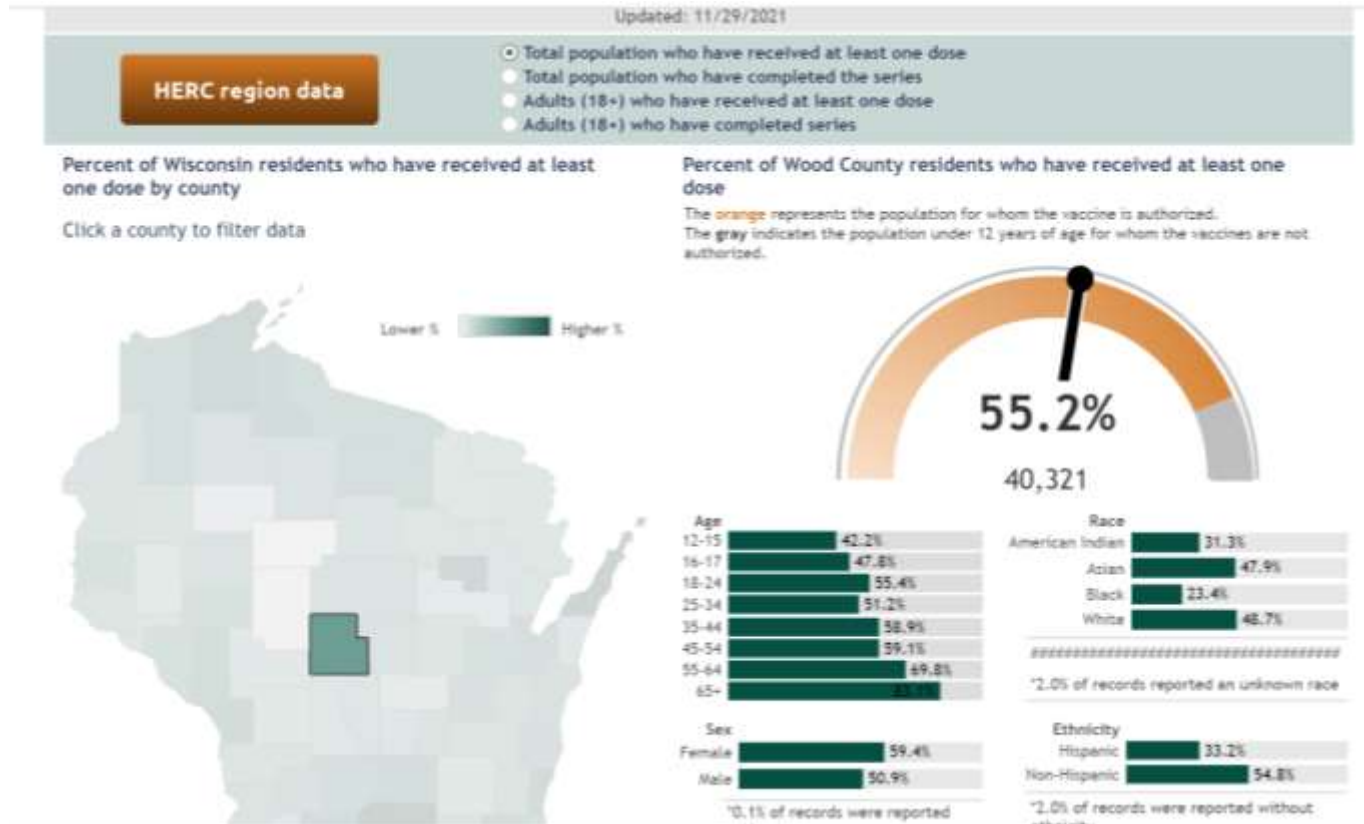 Updated: 11/29/2021
HERC region data
Total population who have received at least one dose
Total population who have completed the series
Adults (18+) who have received at least one dose
Adults (18+) who have completed series
Percent of Wisconsin residents who have received at least
one dose by county
Click a county to filter data
Lower %
Higher %
Percent of Wood County residents who have received at least one
dose
The orange represents the population for whom the vaccine is authorized.
The gray indicates the population under 12 years of age for whom the vaccines are not
authorized.
55.2%
40,321
Age
12-15 42.2%
16-17 47.8%
18-24 55.4%
25-34 51.2%
35-44 58.9%
45-54 59.1%
55-64 69.8%
65+
Sex
Female 59.4%
Male 50.9%
*0.1% of records were reported
Race
American Indian 31.3%
Asian 47.9%
Black 23.4%
White 48.7%
*2.0% of records reported an unknown race
Ethnicity
Hispanic 33.2%
Non-Hispanic 54.8%
*2.0% of records were reported without